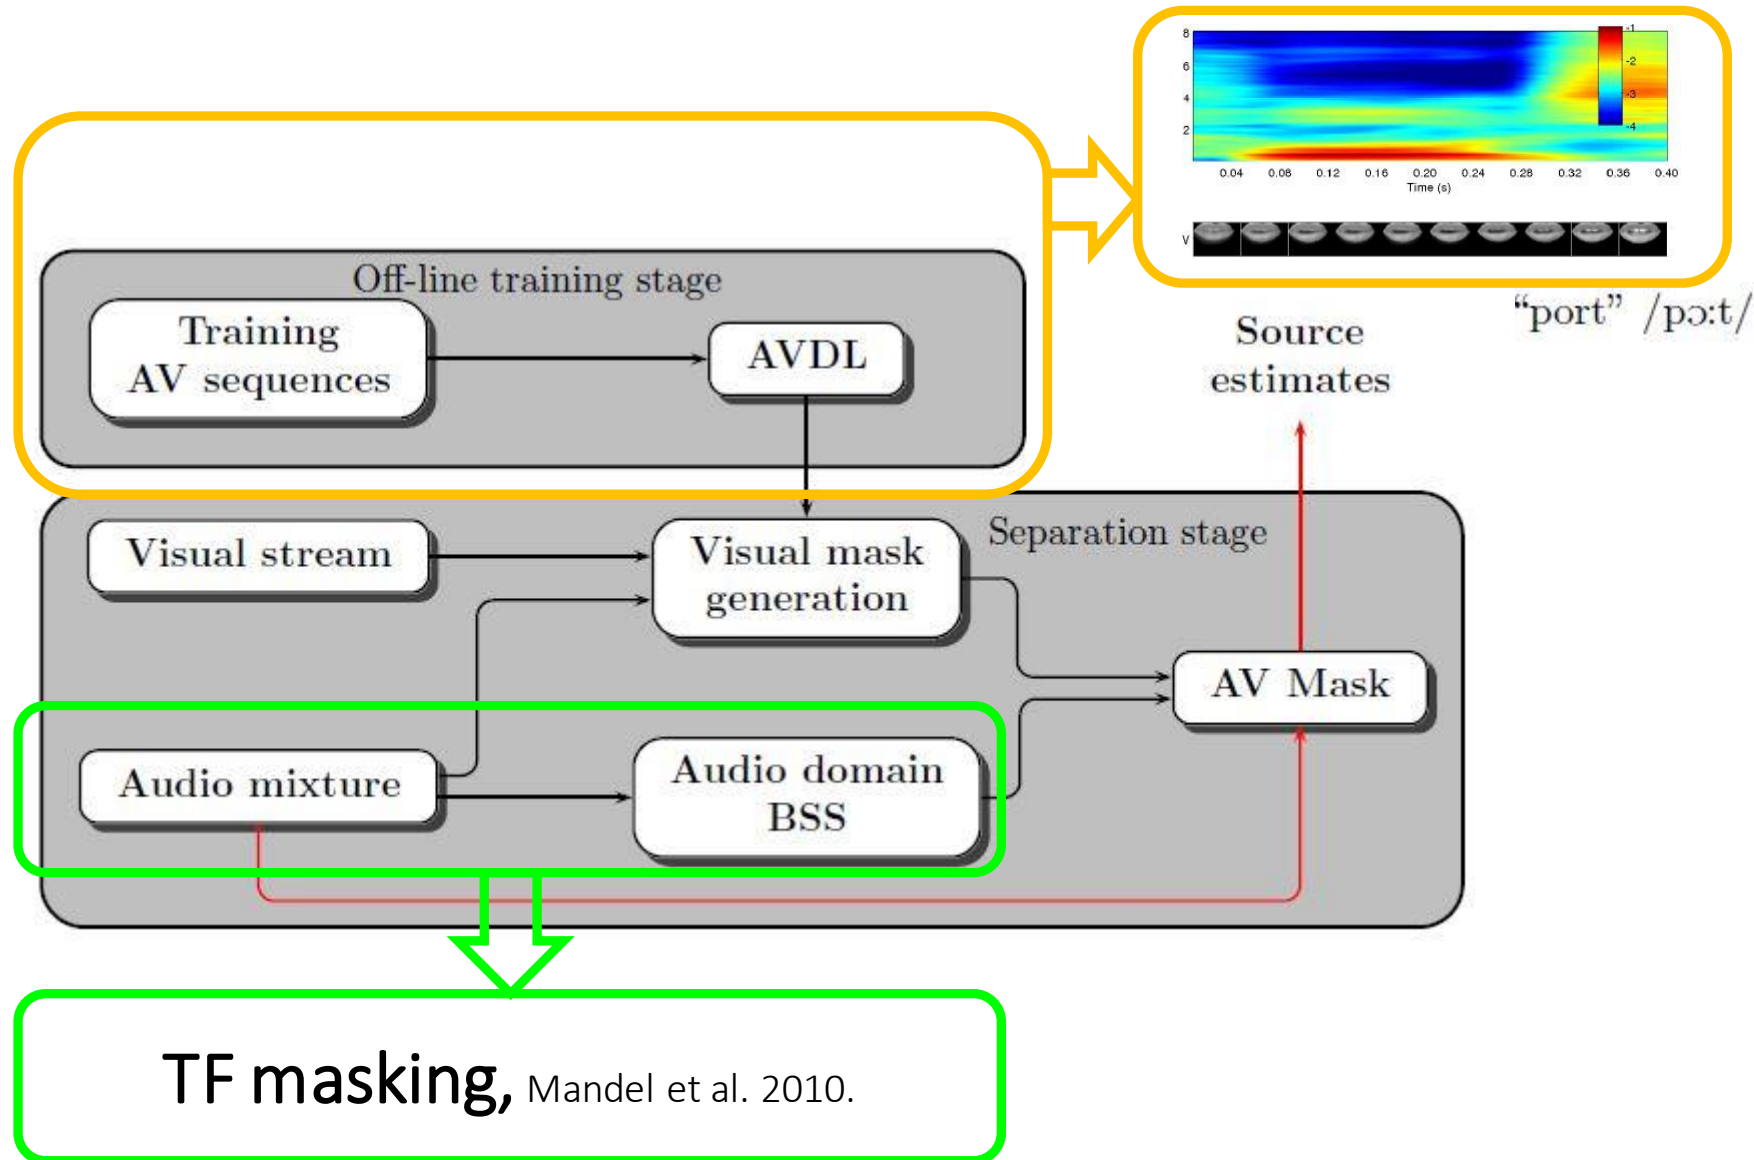 8
6
4
2
-1
-2
-3
-4
0.04 0.08 0.12 0.16 0.20 0.24 0.28 0.32 0.36 0.40
Time (s)
V
“port” /pɔːt/
Off-line training stage
Training
AV sequences
AVDL
Source
estimates
Separation stage
Visual stream
Visual mask
generation
AV Mask
Audio mixture
Audio domain
BSS
TF masking, Mandel et al. 2010.